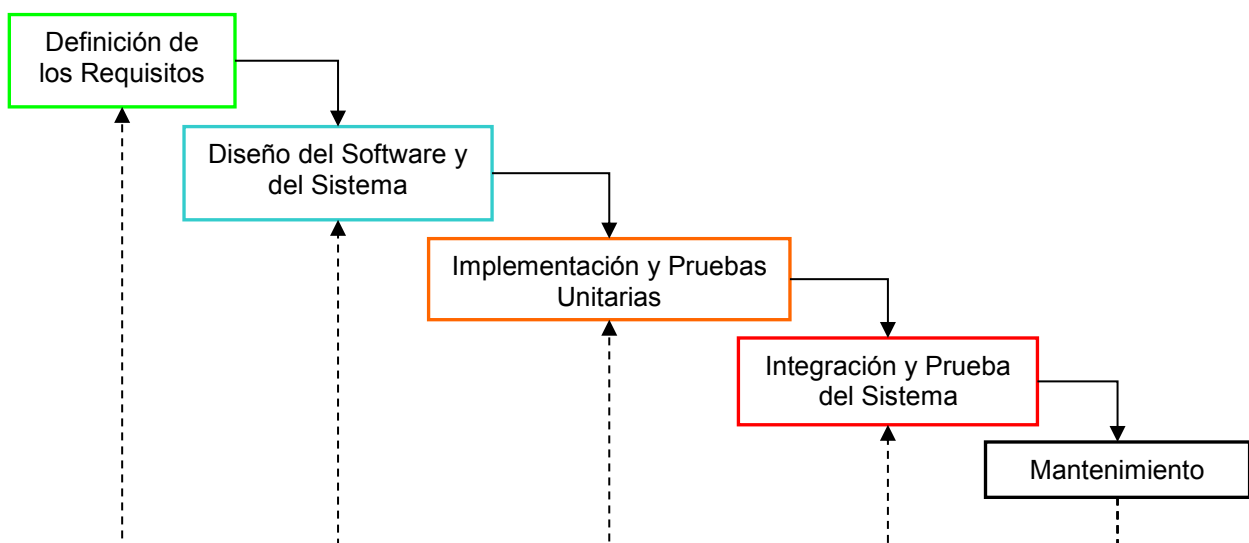 Definición de
los Requisitos
Diseño del Software y
del Sistema
Implementación y Pruebas
Unitarias
Integración y Prueba
del Sistema
Mantenimiento